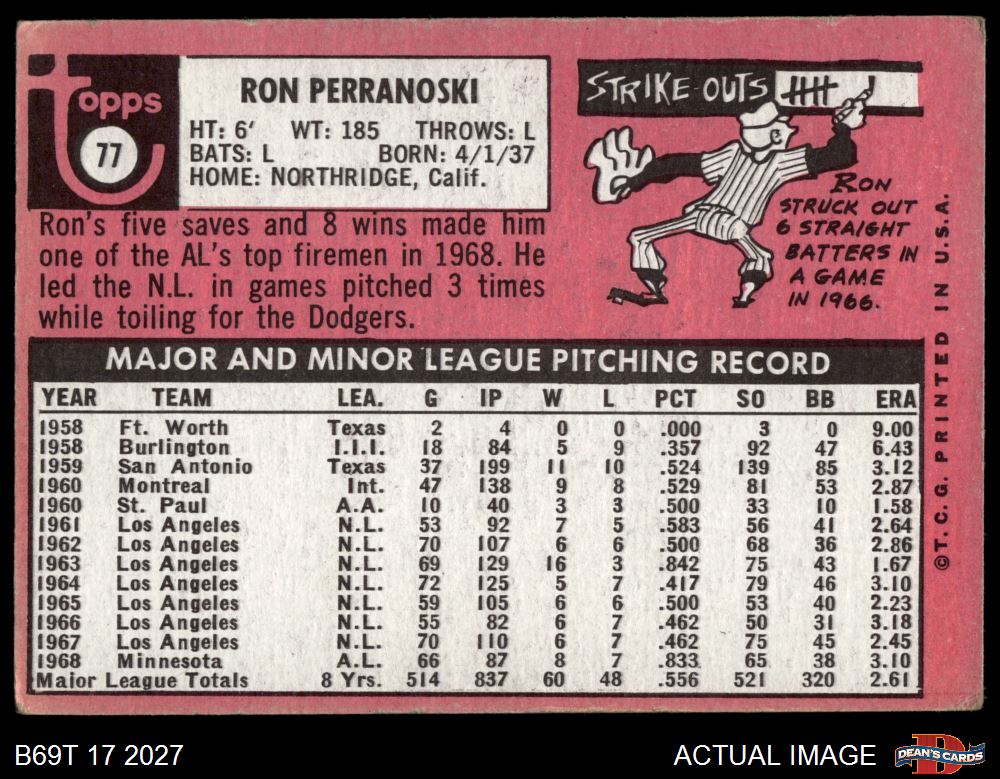 Topps
77
RON PERRANOSKI
HT: 6' WT: 185 THROWS: L
BATS: L BORN: 4/1/37
HOME: NORTHRIDGE, Calif.
Ron's five saves and 8 wins made him
one of the AL's top firemen in 1968. He
led the N.L. in games pitched 3 times
while toiling for the Dodgers.
STRIKE-OUTS
RON
STRUCK OUT
6 STRAIGHT
BATTERS IN
A GAME
IN 1966.
MAJOR AND MINOR LEAGUE PITCHING RECORD
YEAR TEAM LEA. G IP W L PCT SO BB ERA
1958 Ft. Worth Texas 2 4 0 0 .000 3 0 9.00
1958 Burlington I.I.I. 18 84 5 9 .357 92 47 6.43
1959 San Antonio Texas 37 199 11 10 .524 139 85 3.12
1960 Montreal Int. 47 138 9 8 .529 81 53 2.87
1960 St. Paul A.A. 10 40 3 3 .500 33 10 1.58
1961 Los Angeles N.L. 53 92 7 5 .583 56 41 2.64
1962 Los Angeles N.L. 70 107 6 6 .500 68 36 2.86
1963 Los Angeles N.L. 69 129 16 3 .842 75 43 1.67
1964 Los Angeles N.L. 72 125 5 7 .417 79 46 3.10
1965 Los Angeles N.L. 59 105 6 6 .500 53 40 2.23
1966 Los Angeles N.L. 55 82 6 7 .462 50 31 3.18
1967 Los Angeles N.L. 70 110 6 7 .462 75 45 2.45
1968 Minnesota A.L. 66 87 8 7 .833 65 38 3.10
Major League Totals 8 Yrs. 514 837 60 48 .556 521 320 2.61
©T.C.G. PRINTED IN U.S.A.
B69T 17 2027
ACTUAL IMAGE
DEAN'S CARDS